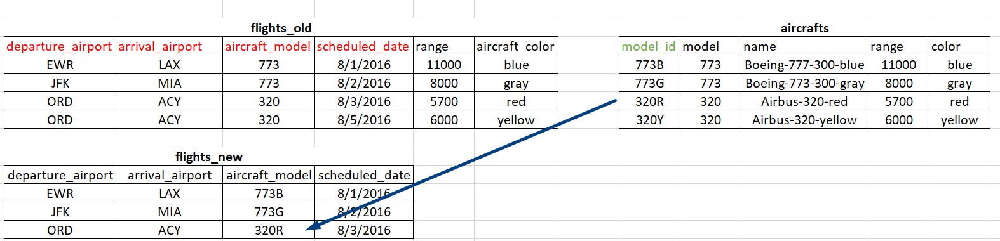 flights_old aircrafts
departure_airport arrival_airport aircraft_model scheduled_date range aircraft_color model_id model name range color
EWR LAX 773 8/1/2016 11000 blue 773B 773 Boeing-777-300-blue 11000 blue
JFK MIA 773 8/2/2016 8000 gray 773G 773 Boeing-773-300-gray 8000 gray
ORD ACY 320 8/3/2016 5700 red 320R 320 Airbus-320-red 5700 red
ORD ACY 320 8/5/2016 6000 yellow 320Y 320 Airbus-320-yellow 6000 yellow
flights_new
departure_airport arrival_airport aircraft_model scheduled_date
EWR LAX 773B 8/1/2016
JFK MIA 773G 8/2/2016
ORD ACY 320R 8/3/2016